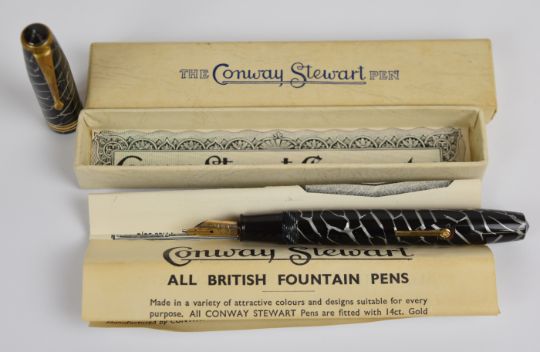 THE Conway Stewart PEN
Conway Stewart
ALL BRITISH FOUNTAIN PENS
Made in a variety of attractive colours and designs suitable for every
purpose. All CONWAY STEWART Pens are fitted with 14ct. Gold